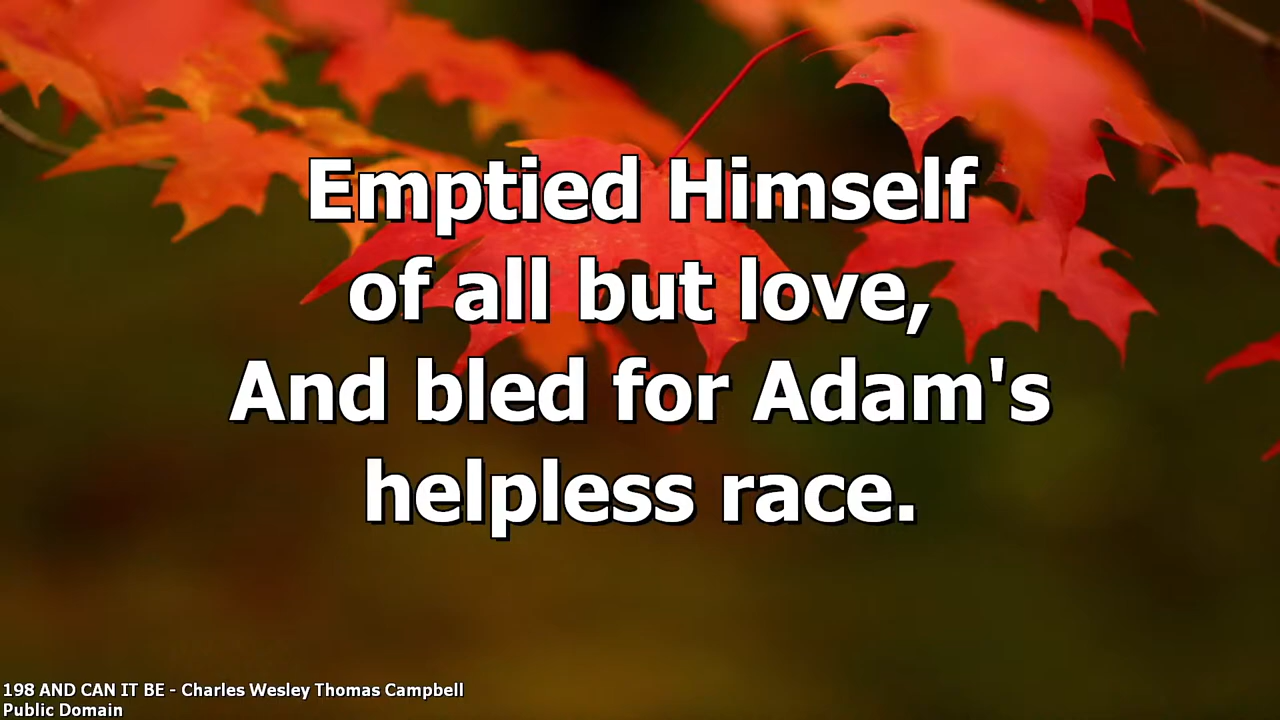 Emptied Himself
of all but love,
And bled for Adam's
helpless race.
198 AND CAN IT BE - Charles Wesley Thomas Campbell
Public Domain